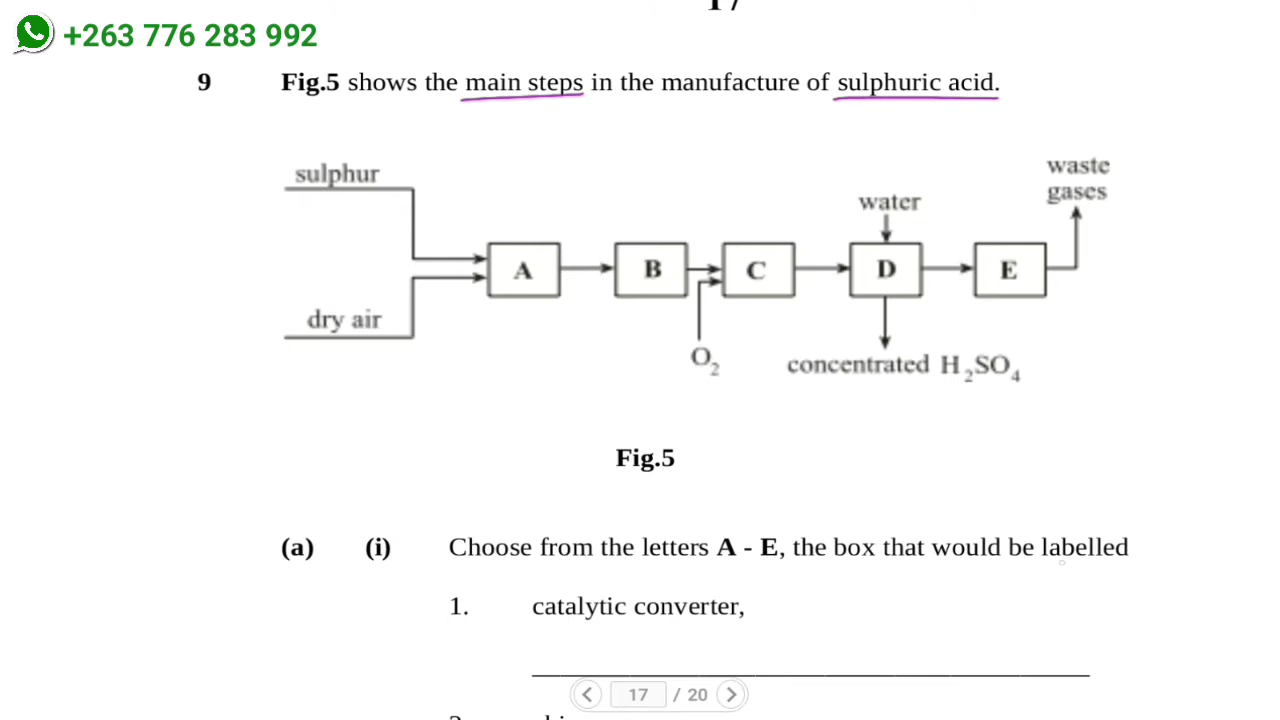 +263 776 283 992
9 Fig.5 shows the main steps in the manufacture of sulphuric acid.
sulphur
waste
gases
water
A B C D E
dry air
O2
concentrated H2SO4
Fig.5
(a) (i) Choose from the letters A - E, the box that would be labelled
1. catalytic converter,
17 / 20